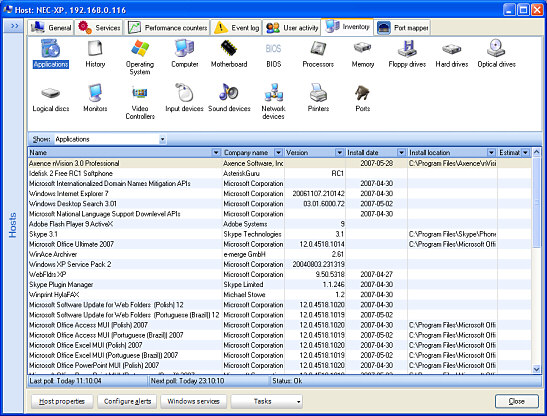 Host: NEC-XP, 192.168.0.116
>>
General Services Performance counters Event log User activity Inventory Port mapper
Applications History Operating System Computer Motherboard BIOS Processors Memory Floppy drives Hard drives Optical drives
Logical discs Monitors Video Controllers Input devices Sound devices Network devices Printers Ports
Show: Applications
Hosts
Name Company name Version Install date Install location Estimat
Axence nVision 3.0 Professional Axence Software, Inc 2007-05-28 C:\Program Files\Axence\nVisi
Idefisk 2 Free RC1 Softphone AsteriskGuru RC1
Microsoft Internationalized Domain Names Mitigation APIs Microsoft Corporation 2007-04-30
Windows Internet Explorer 7 Microsoft Corporation 20061107.210142 2007-04-30
Windows Desktop Search 3.01 Microsoft Corporation 03.01.6000.72 2007-05-02
Microsoft National Language Support Downlevel APIs Microsoft Corporation 2007-04-30
Adobe Flash Player 9 ActiveX Adobe Systems 9
Skype 3.1 Skype Technologies 3.1 2007-04-30 C:\Program Files\Skype\Phone
Microsoft Office Ultimate 2007 Microsoft Corporation 12.0.4518.1014 2007-05-02 C:\Program Files\Microsoft Offi
WinAce Archiver e-merge GmbH 2.61
Windows XP Service Pack 2 Microsoft Corporation 20040803.231319
WebFldrs XP Microsoft Corporation 9.50.5318 2007-04-27
Skype Plugin Manager Skype Limited 1.1.246 2007-04-30
Winprint HylaFAX Michael Stowe 1.2 2007-04-30
Microsoft Software Update for Web Folders (Polish) 12 Microsoft Corporation 12.0.4518.1020 2007-04-30
Microsoft Software Update for Web Folders (Portuguese (Brazil)) 12 Microsoft Corporation 12.0.4518.1019 2007-05-02
Microsoft Office Access MUI (Polish) 2007 Microsoft Corporation 12.0.4518.1020 2007-04-30 C:\Program Files\Microsoft Offi
Microsoft Office Access MUI (Portuguese (Brazil)) 2007 Microsoft Corporation 12.0.4518.1019 2007-05-02 C:\Program Files\Microsoft Offi
Microsoft Office Excel MUI (Polish) 2007 Microsoft Corporation 12.0.4518.1020 2007-04-30 C:\Program Files\Microsoft Offi
Microsoft Office Excel MUI (Portuguese (Brazil)) 2007 Microsoft Corporation 12.0.4518.1019 2007-05-02 C:\Program Files\Microsoft Offi
Microsoft Office PowerPoint MUI (Polish) 2007 Microsoft Corporation 12.0.4518.1020 2007-04-30 C:\Program Files\Microsoft Offi
Last poll: Today 11:10:04 Next poll: Today 23:10:10 Status: Ok
Host properties Configure alerts Windows services Tasks Close